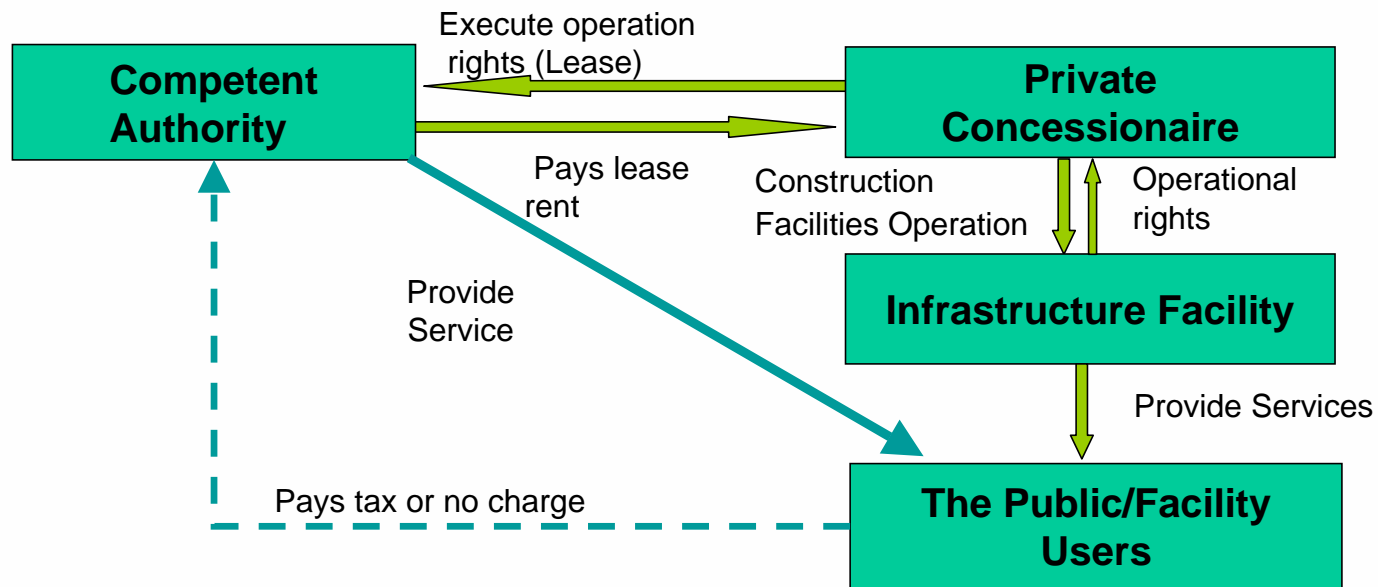 Execute operation
rights (Lease)
Competent
Authority
Private
Concessionaire
Pays lease
rent
Construction
Facilities Operation
Operational
rights
Provide
Service
Infrastructure Facility
Provide Services
Pays tax or no charge
The Public/Facility
Users